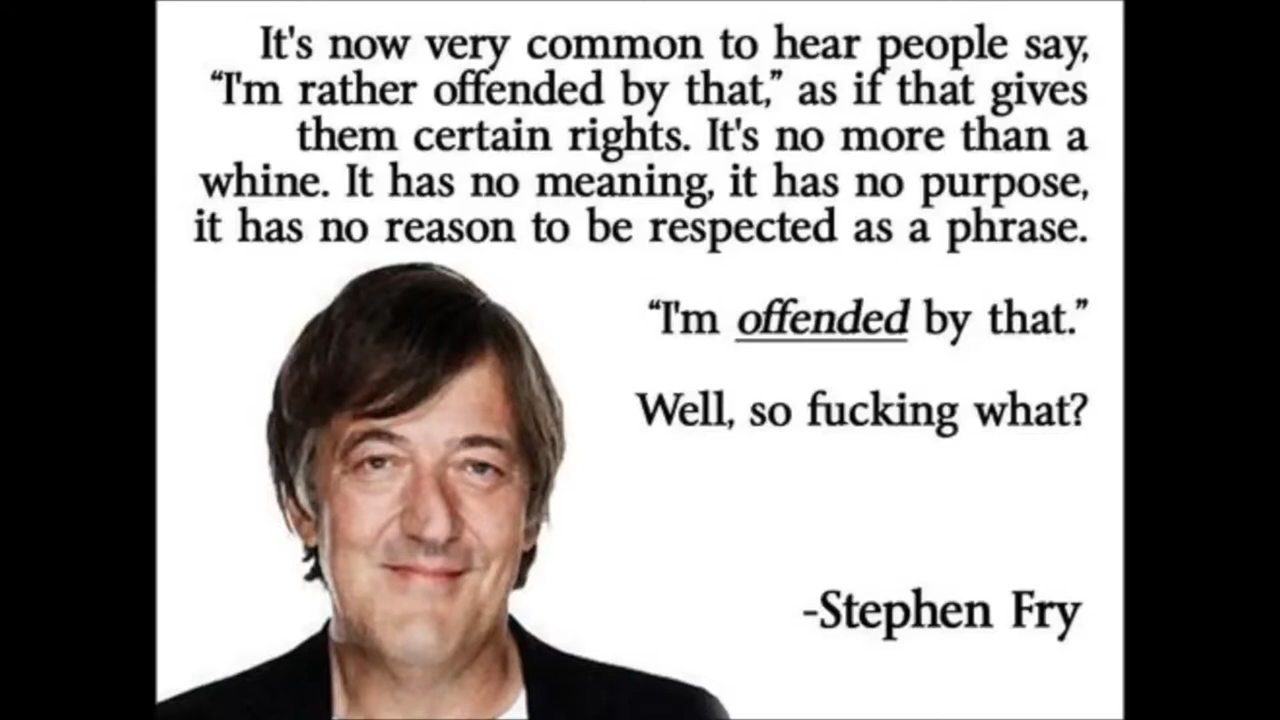 It's now very common to hear people say,
“I'm rather offended by that,” as if that gives
them certain rights. It's no more than a
whine. It has no meaning, it has no purpose,
it has no reason to be respected as a phrase.
“I'm offended by that.”
Well, so fucking what?
-Stephen Fry